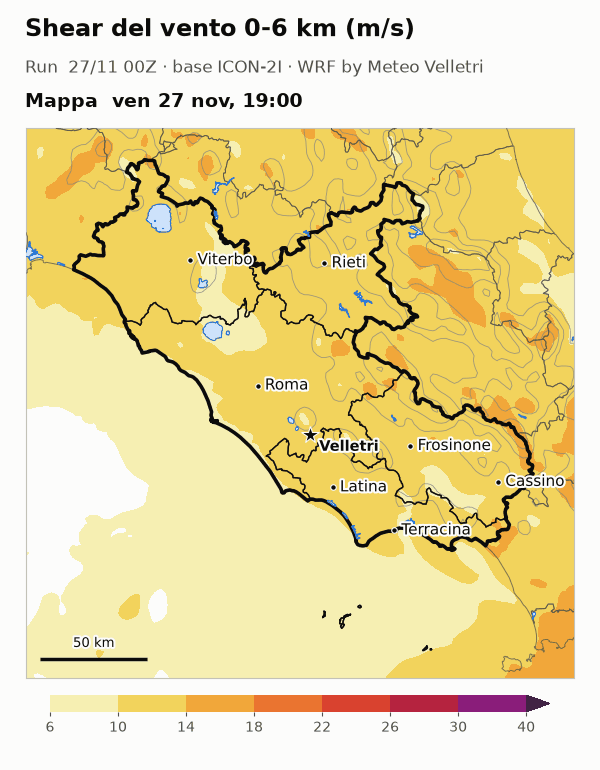 Shear del vento 0-6 km (m/s)
Run  27/11 00Z · base ICON-2I · WRF by Meteo Velletri
Mappa  ven 27 nov, 19:00
Viterbo
Rieti
Roma
Velletri
Frosinone
Latina
Cassino
Terracina
50 km
6 10 14 18 22 26 30 40